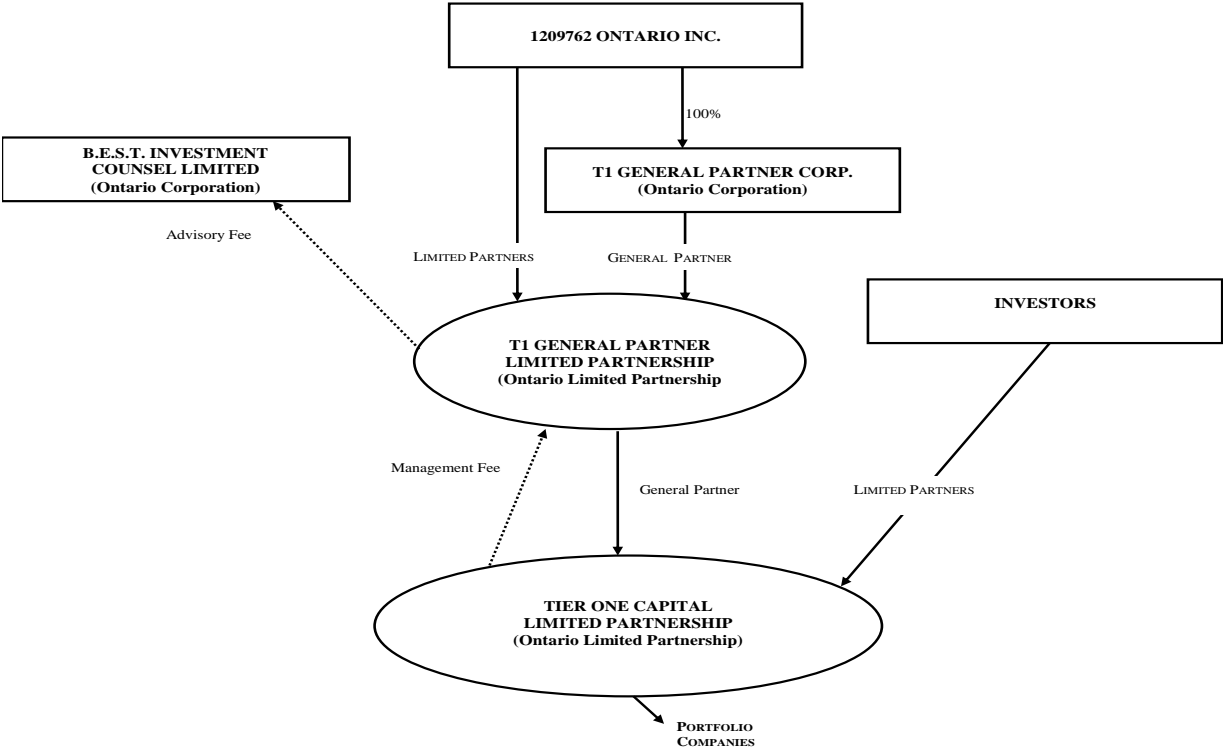 1209762 ONTARIO INC.
100%
B.E.S.T. INVESTMENT
COUNSEL LIMITED
(Ontario Corporation)
T1 GENERAL PARTNER CORP.
(Ontario Corporation)
Advisory Fee
LIMITED PARTNERS
GENERAL PARTNER
INVESTORS
T1 GENERAL PARTNER
LIMITED PARTNERSHIP
(Ontario Limited Partnership
Management Fee
General Partner
LIMITED PARTNERS
TIER ONE CAPITAL
LIMITED PARTNERSHIP
(Ontario Limited Partnership)
PORTFOLIO
COMPANIES